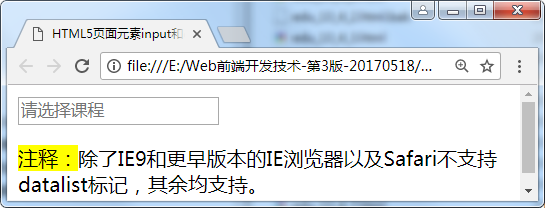 HTML5页面元素input和
file:///E:/Web前端开发技术-第3版-20170518/...
请选择课程
注释：除了IE9和更早版本的IE浏览器以及Safari不支持
datalist标记，其余均支持。